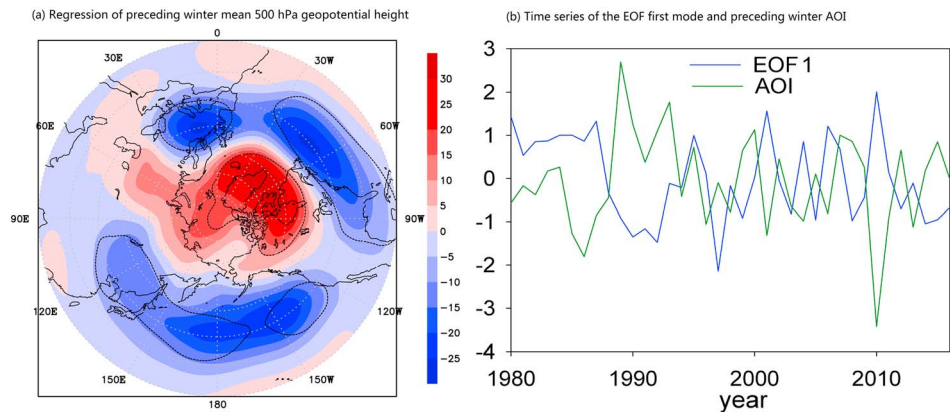 (a) Regression of preceding winter mean 500 hPa geopotential height
0
30E
30W
60E
60W
90E
90W
120E
120W
150E
150W
180
30
25
20
15
10
5
0
-5
-10
-15
-20
-25
(b) Time series of the EOF first mode and preceding winter AOI
EOF 1
AOI
3
2
1
0
-1
-2
-3
-4
1980
1990
2000
2010
year